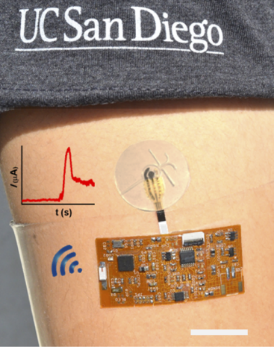 UC San Diego
I (µA)
t (s)